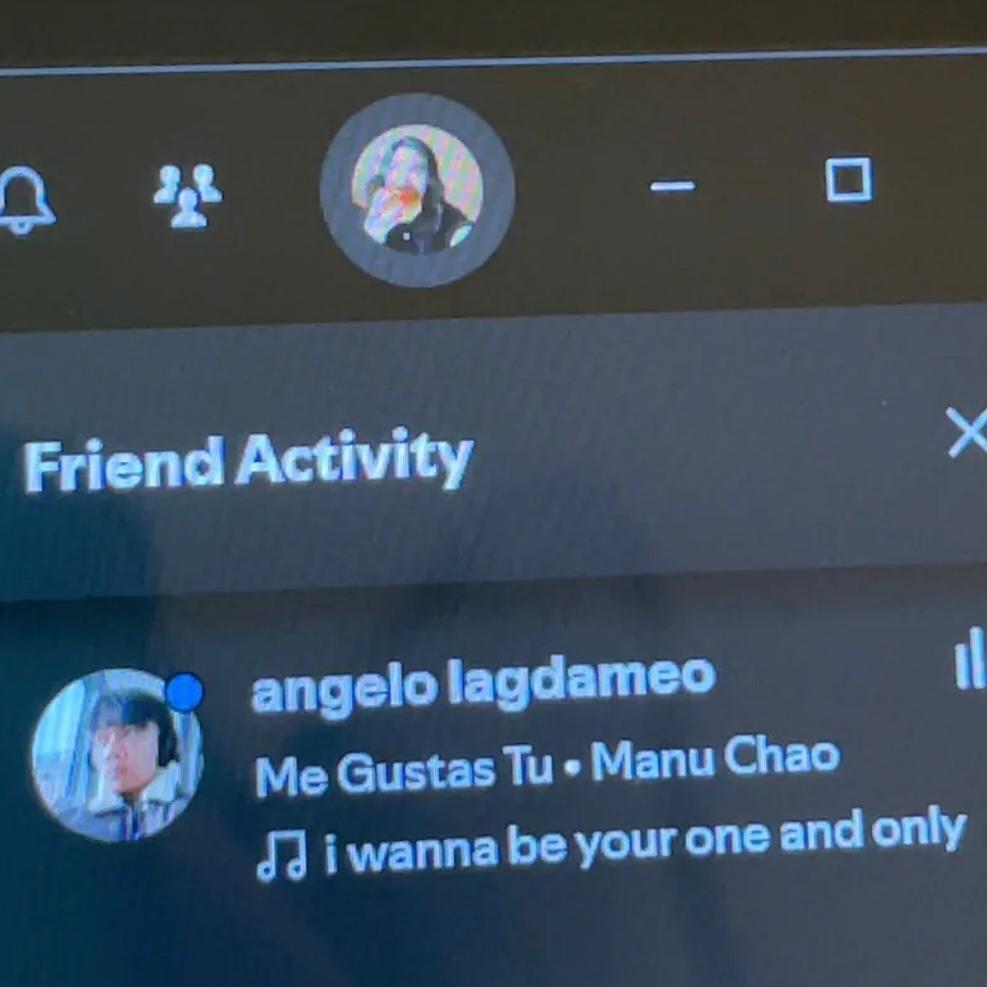 Friend Activity
angelo lagdameo
Me Gustas Tu • Manu Chao
i wanna be your one and only